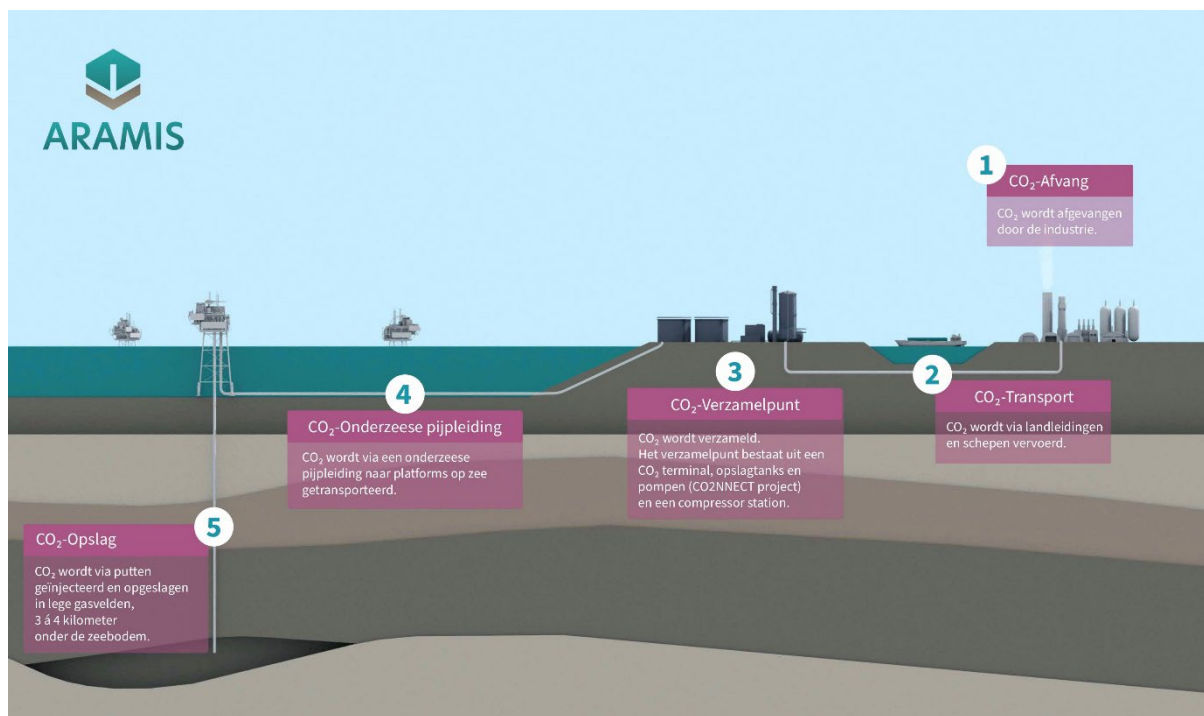 ARAMIS
1
CO₂-Afvang
CO₂ wordt afgevangen
door de industrie.
2
CO₂-Transport
CO₂ wordt via landleidingen
en schepen vervoerd.
3
CO₂-Verzamelpunt
CO₂ wordt verzameld.
Het verzamelpunt bestaat uit een
CO₂ terminal, opslagtanks en
pompen (CO2NNECT project)
en een compressor station.
4
CO₂-Onderzeese pijpleiding
CO₂ wordt via een onderzeese
pijpleiding naar platforms op zee
getransporteerd.
5
CO₂-Opslag
CO₂ wordt via putten
geïnjecteerd en opgeslagen
in lege gasvelden,
3 á 4 kilometer
onder de zeebodem.